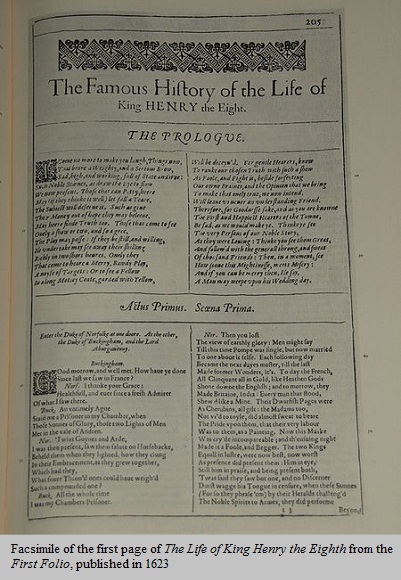 205
The Famous Hiſtory of the Life of
King HENRY the Eight.
THE PROLOGVE.
I Come no more to make you laugh, Things now,
That beare a Weighty, and a Serious Brow,
Sad, high, and working, full of State and Woe:
Such Noble Scœnes, as draw the Eye to flow
We now preſent. Thoſe that can Pitty, heere
May (if they thinke it well) let fall a Teare,
The Subiect will deſerue it. Such as giue
Their Money out of hope they may beleeue,
May heere finde Truth too. Thoſe that come to ſee
Onely a ſhow or two, and ſo a gree,
The Play may paſſe: If they be ſtill, and willing,
Ile vndertake may ſee away their ſhilling
Richly in two ſhort houres. Onely they
That come to heare a Merry, Bawdy Play,
A noyſe of Targets: Or to ſee a Fellow
In a long Motley Coate, garded with Yellow,
Will be deceyu'd. For gentle Hearers, know
To ranke our choſen Truth with ſuch a ſhow
As Foole, and Fight is, beſide forfeyting
Our owne Braines, and the Opinion that we bring
To make that onely true, we now intend,
Will leaue vs neuer an vnderſtanding Friend.
Therefore, for Goodneſſe ſake, and as you are knowne
The Firſt and Happieſt Hearers of the Towne,
Be ſad, as we would make ye. Thinke ye ſee
The very Perſons of our Noble Story,
As they were Liuing: Thinke you ſee them Great,
And follow'd with the generall throng, and ſweat
Of thouſand Friends: Then, in a moment, ſee
How ſoone this Mightineſſe, meets Miſery:
And if you can be merry then, Ile ſay,
A Man may weepe vpon his Wedding day.
Actus Primus. Scœna Prima.
Enter the Duke of Norfolke at one doore. At the other,
the Duke of Buckingham, and the Lord
Aburgauenny.
Buckingham.
GOod morrow, and well met. How haue ye done
Since laſt we ſaw in France?
Norf. I thanke your Grace:
Healthfull, and euer ſince a freſh Admirer
Of what I ſaw there.
Buck. An vntimely Ague
Staid me a Priſoner in my Chamber, when
Thoſe Sunnes of Glory, thoſe two Lights of Men
Met in the vale of Andren.
Nor. 'Twixt Guynes and Arde,
I was then preſent, ſaw them ſalute on Horſebacke,
Beheld them when they lighted, how they clung
In their Embracement, as they grew together,
Which had they,
What foure Thron'd ones could haue weigh'd
Such a compounded one?
Buck. All the whole time
I was my Chambers Priſoner.
Nor. Then you loſt
The view of earthly glory: Men might ſay
Till this time Pompe was ſingle, but now married
To one aboue it ſelfe. Each following day
Became the next dayes maſter, till the laſt
Made former Wonders, it's. To day the French,
All Clinquant all in Gold, like Heathen Gods
Shone downe the Engliſh; and to morrow, they
Made Britaine, India: Euery man that ſtood,
Shew'd like a Mine. Their Dwarfiſh Pages were
As Cherubins, all gilt: the Madams too,
Not vs'd to toyle, did almoſt ſweat to beare
The Pride vpon them, that their very labour
Was to them, as a Painting. Now this Maske
Was cry'de incompareable; and th'enſuing night
Made it a Foole, and Begger. The two Kings
Equall in luſtre, were now beſt, now worſt
As preſence did preſent them: Him in eye,
Still him in praiſe, and being preſent both,
'Twas ſaid they ſaw but one, and no Diſcerner
Durſt wagge his Tongue in cenſure, when theſe Sunnes
(For ſo they phraſe 'em) by their Heralds challeng'd
The Noble Spirits to Armes, they did performe
Beyond
Facsimile of the first page of The Life of King Henry the Eighth from the
First Folio, published in 1623